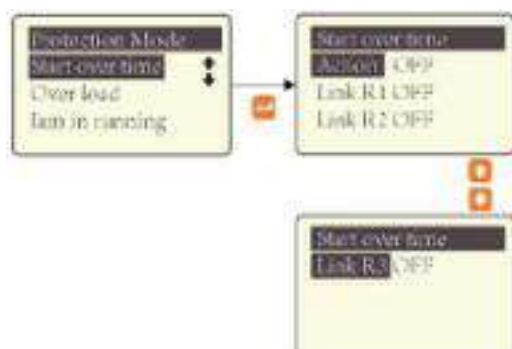 Protection Mode
Start over time
Over load
Jam in running
Start over time
Action OFF
Link R1 OFF
Link R2 OFF
Start over time
Link R3 OFF